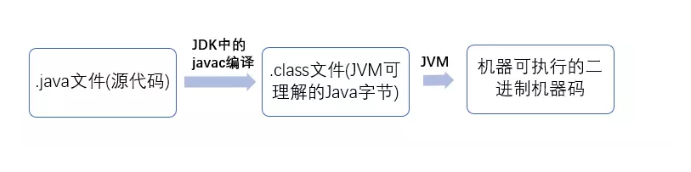 JDK中的
javac编译
.java文件(源代码)
.class文件(JVM可
理解的Java字节)
JVM
机器可执行的二
进制机器码